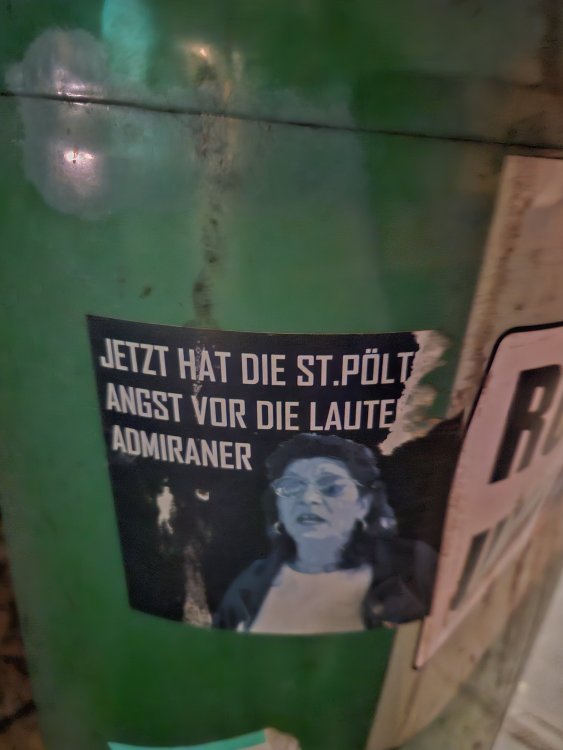 JETZT HAT DIE ST.PÖLT
ANGST VOR DIE LAUTE
ADMIRANER